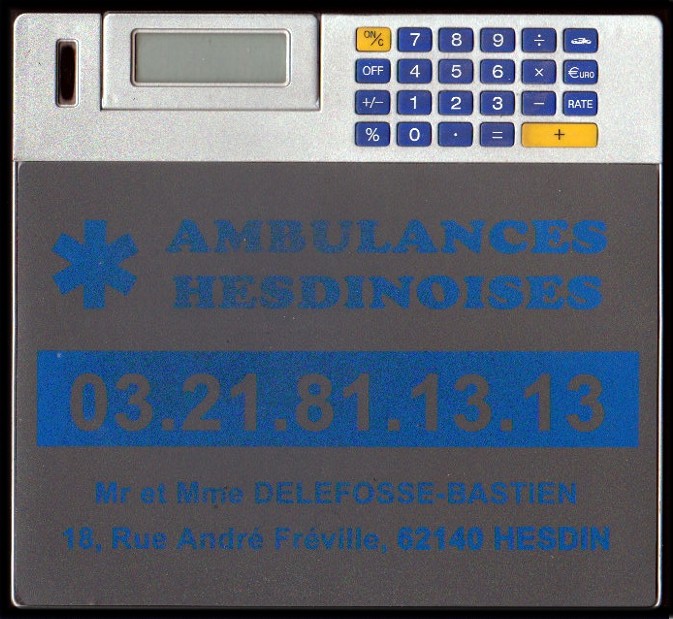 ON/C 7 8 9 ÷
OFF 4 5 6 × €URO
+/− 1 2 3 − RATE
% 0 · = +
AMBULANCES
HESDINOISES
03.21.81.13.13
Mr et Mme DELEFOSSE-BASTIEN
18, Rue André Fréville, 62140 HESDIN